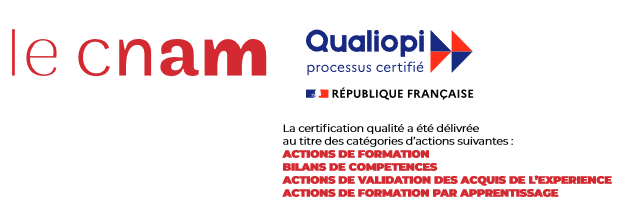 le cnam
Qualiopi
processus certifié
RÉPUBLIQUE FRANÇAISE
La certification qualité a été délivrée
au titre des catégories d'actions suivantes :
ACTIONS DE FORMATION
BILANS DE COMPETENCES
ACTIONS DE VALIDATION DES ACQUIS DE L'EXPERIENCE
ACTIONS DE FORMATION PAR APPRENTISSAGE